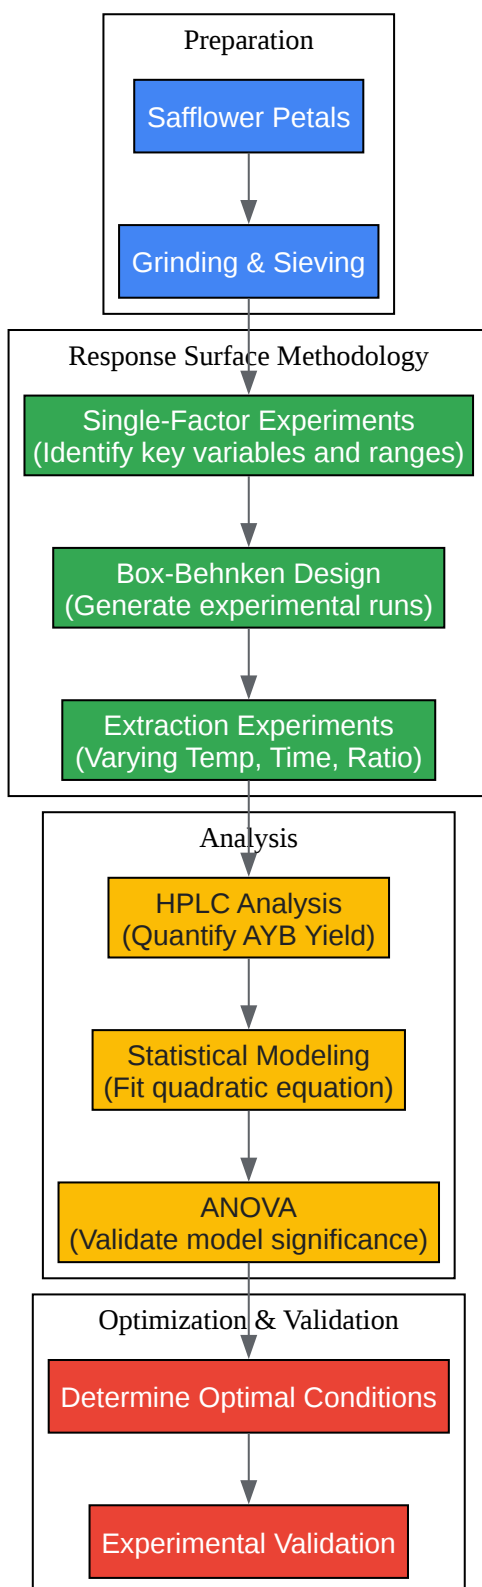 Preparation
Safflower Petals
Grinding & Sieving
Response Surface Methodology
Single-Factor Experiments
(Identify key variables and ranges)
Box-Behnken Design
(Generate experimental runs)
Extraction Experiments
(Varying Temp, Time, Ratio)
Analysis
HPLC Analysis
(Quantify AYB Yield)
Statistical Modeling
(Fit quadratic equation)
ANOVA
(Validate model significance)
Optimization & Validation
Determine Optimal Conditions
Experimental Validation